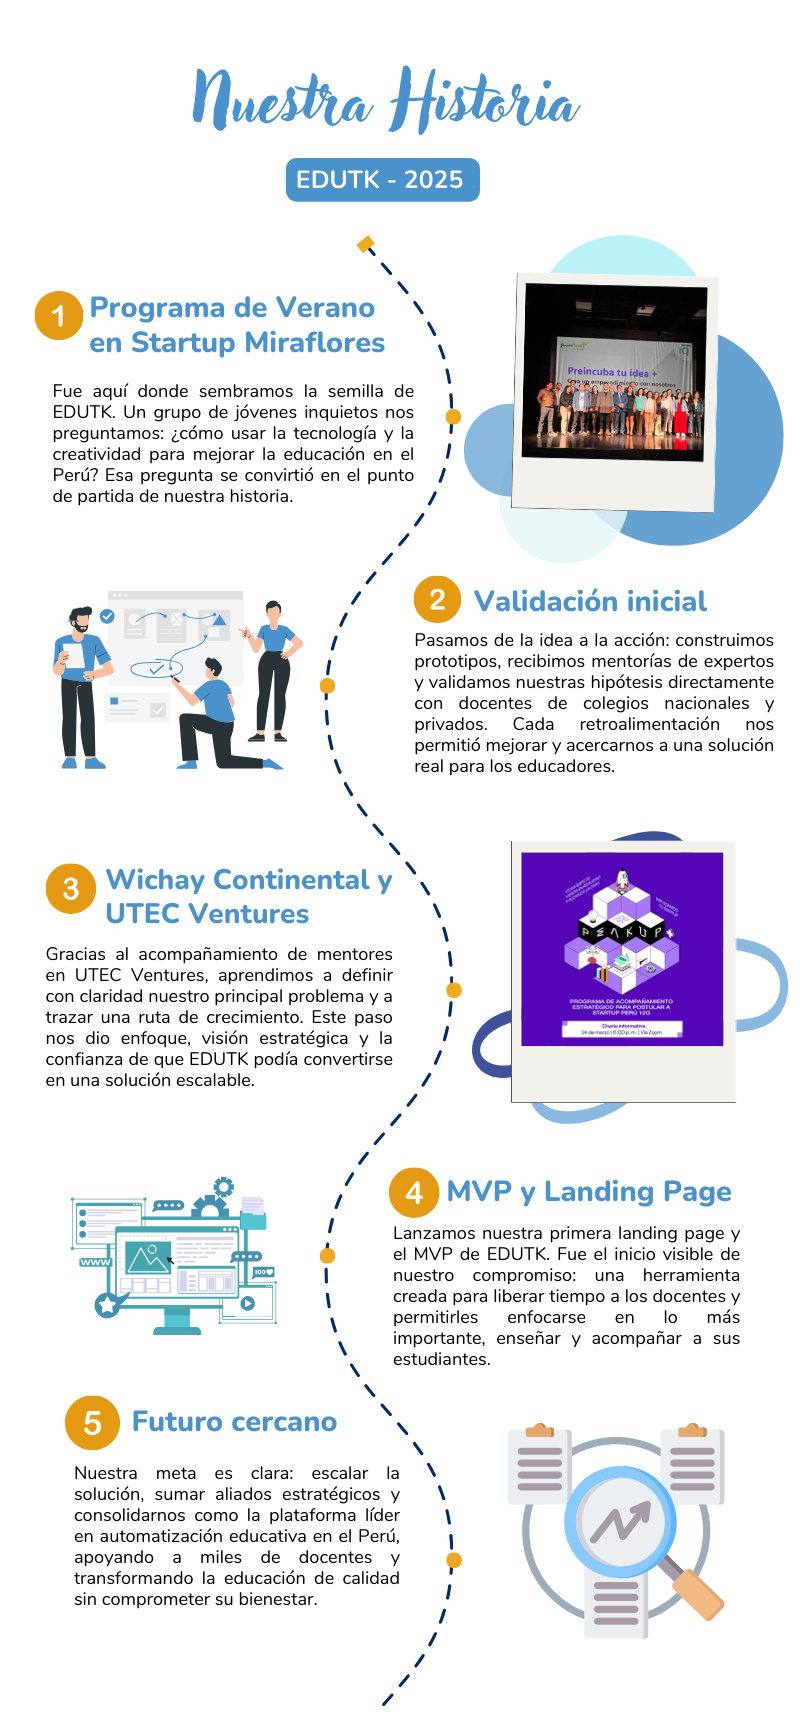 Nuestra Historia
EDUTK - 2025
1
Programa de Verano
en Startup Miraflores
Fue aquí donde sembramos la semilla de
EDUTK. Un grupo de jóvenes inquietos nos
preguntamos: ¿cómo usar la tecnología y la
creatividad para mejorar la educación en el
Perú? Esa pregunta se convirtió en el punto
de partida de nuestra historia.
Preincuba tu idea +
Crea un emprendimiento con nosotros
2
Validación inicial
Pasamos de la idea a la acción: construimos
prototipos, recibimos mentorías de expertos
y validamos nuestras hipótesis directamente
con docentes de colegios nacionales y
privados. Cada retroalimentación nos
permitió mejorar y acercarnos a una solución
real para los educadores.
3
Wichay Continental y
UTEC Ventures
Gracias al acompañamiento de mentores
en UTEC Ventures, aprendimos a definir
con claridad nuestro principal problema y a
trazar una ruta de crecimiento. Este paso
nos dio enfoque, visión estratégica y la
confianza de que EDUTK podía convertirse
en una solución escalable.
PEAKUP
PROGRAMA DE ACOMPAÑAMIENTO
ESTRATÉGICO PARA POSTULAR A
STARTUP PERÚ 12G
Charla informativa
24 de marzo | 6:00 p. m. | Vía Zoom
4
MVP y Landing Page
Lanzamos nuestra primera landing page y
el MVP de EDUTK. Fue el inicio visible de
nuestro compromiso: una herramienta
creada para liberar tiempo a los docentes y
permitirles enfocarse en lo más
importante, enseñar y acompañar a sus
estudiantes.
WWW
100
5
Futuro cercano
Nuestra meta es clara: escalar la
solución, sumar aliados estratégicos y
consolidarnos como la plataforma líder
en automatización educativa en el Perú,
apoyando a miles de docentes y
transformando la educación de calidad
sin comprometer su bienestar.